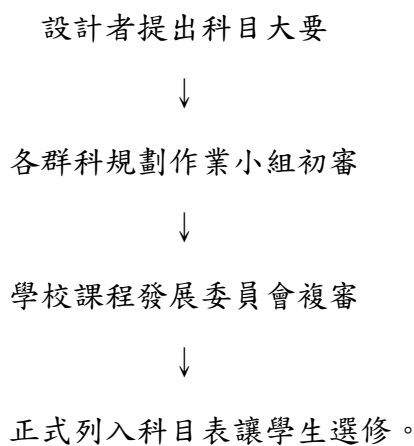 設計者提出科目大要
↓
各群科規劃作業小組初審
↓
學校課程發展委員會複審
↓
正式列入科目表讓學生選修。